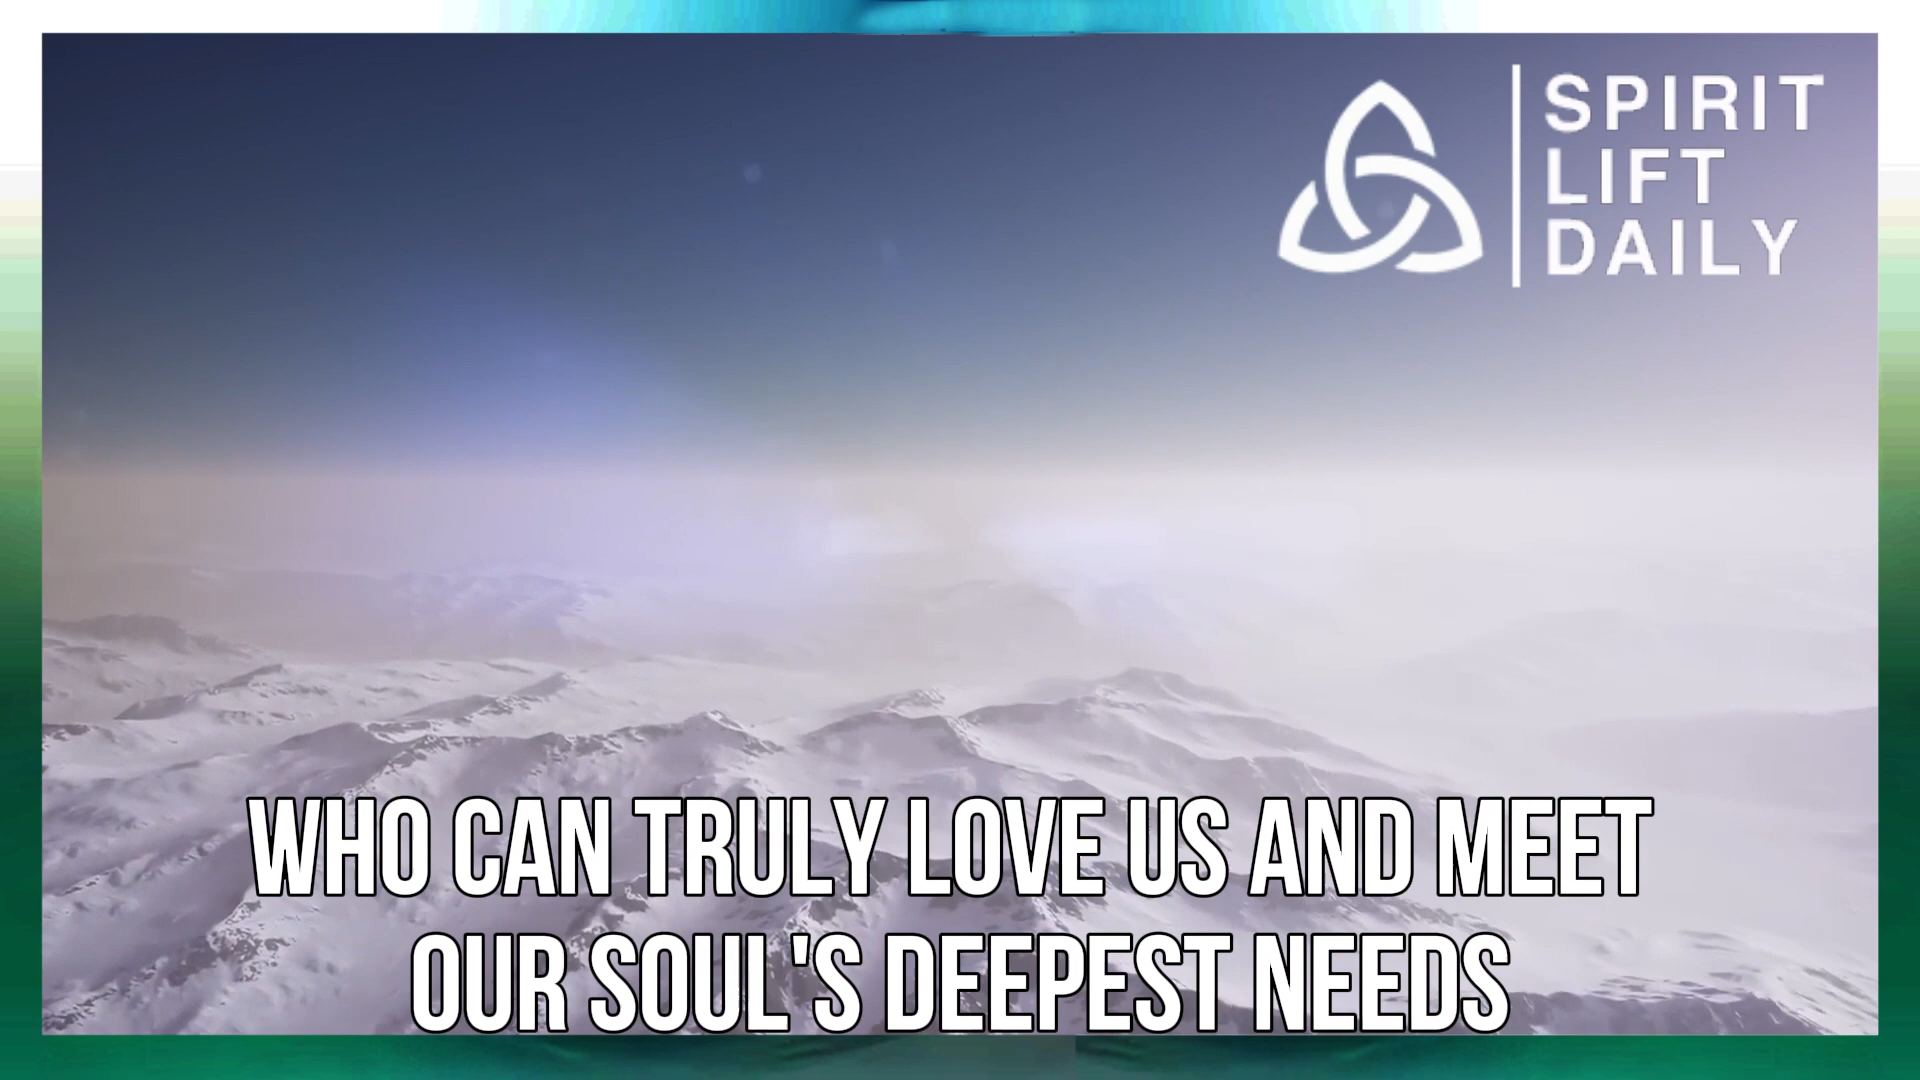 SPIRIT
LIFT
DAILY
WHO CAN TRULY LOVE US AND MEET
OUR SOUL'S DEEPEST NEEDS